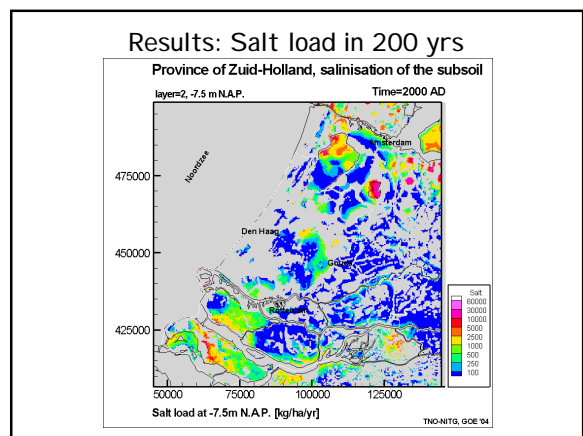 Results: Salt load in 200 yrs
Province of Zuid-Holland, salinisation of the subsoil
layer=2, -7.5 m N.A.P.
Time=2000 AD
Amsterdam
Noordzee
475000
Den Haag
450000
Gouda
Rotterdam
425000
Salt
60000
30000
10000
5000
2500
1000
500
250
100
50000
75000
100000
125000
Salt load at -7.5m N.A.P. [kg/ha/yr]
TNO-NITG, GOE '04